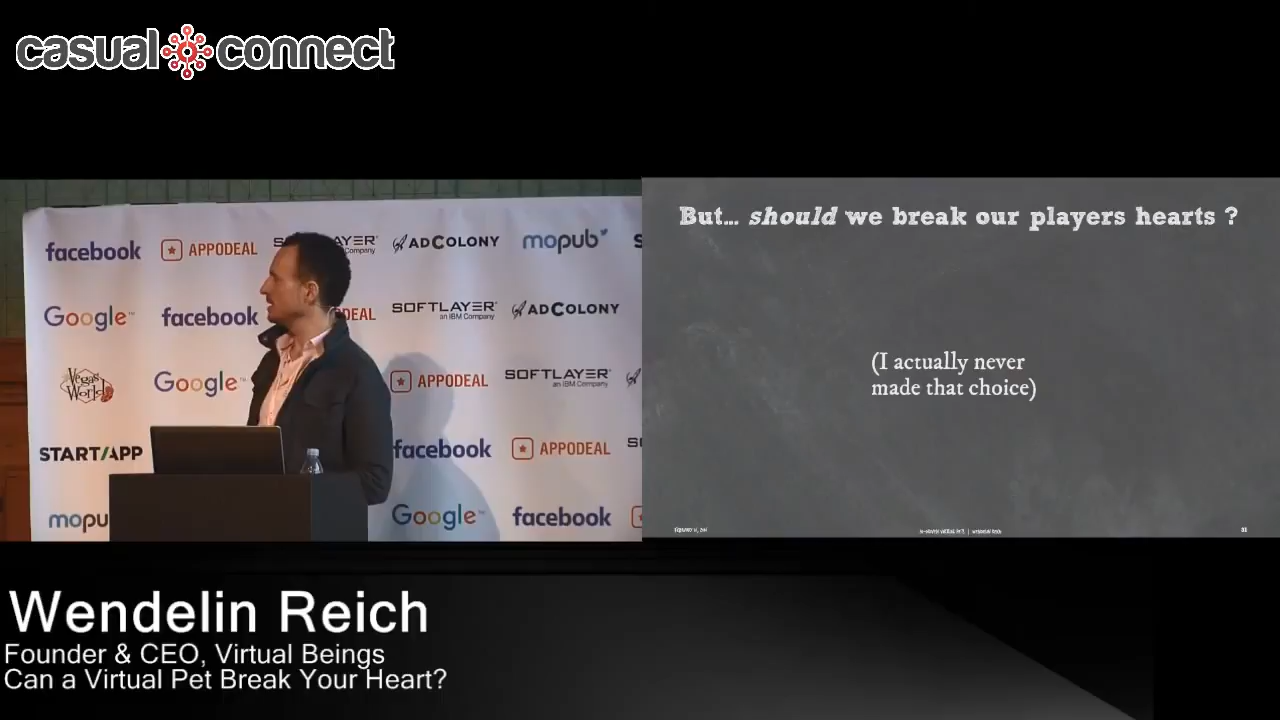 casual connect
facebook APPODEAL SOFTLAYER ADCOLONY mopub
Google facebook SOFTLAYER an IBM Company ADCOLONY
Vegas World Google APPODEAL SOFTLAYER an IBM Company
START/APP facebook APPODEAL
mopu Google facebook
But... should we break our players hearts ?
(I actually never
made that choice)
Wendelin Reich
Founder & CEO, Virtual Beings
Can a Virtual Pet Break Your Heart?